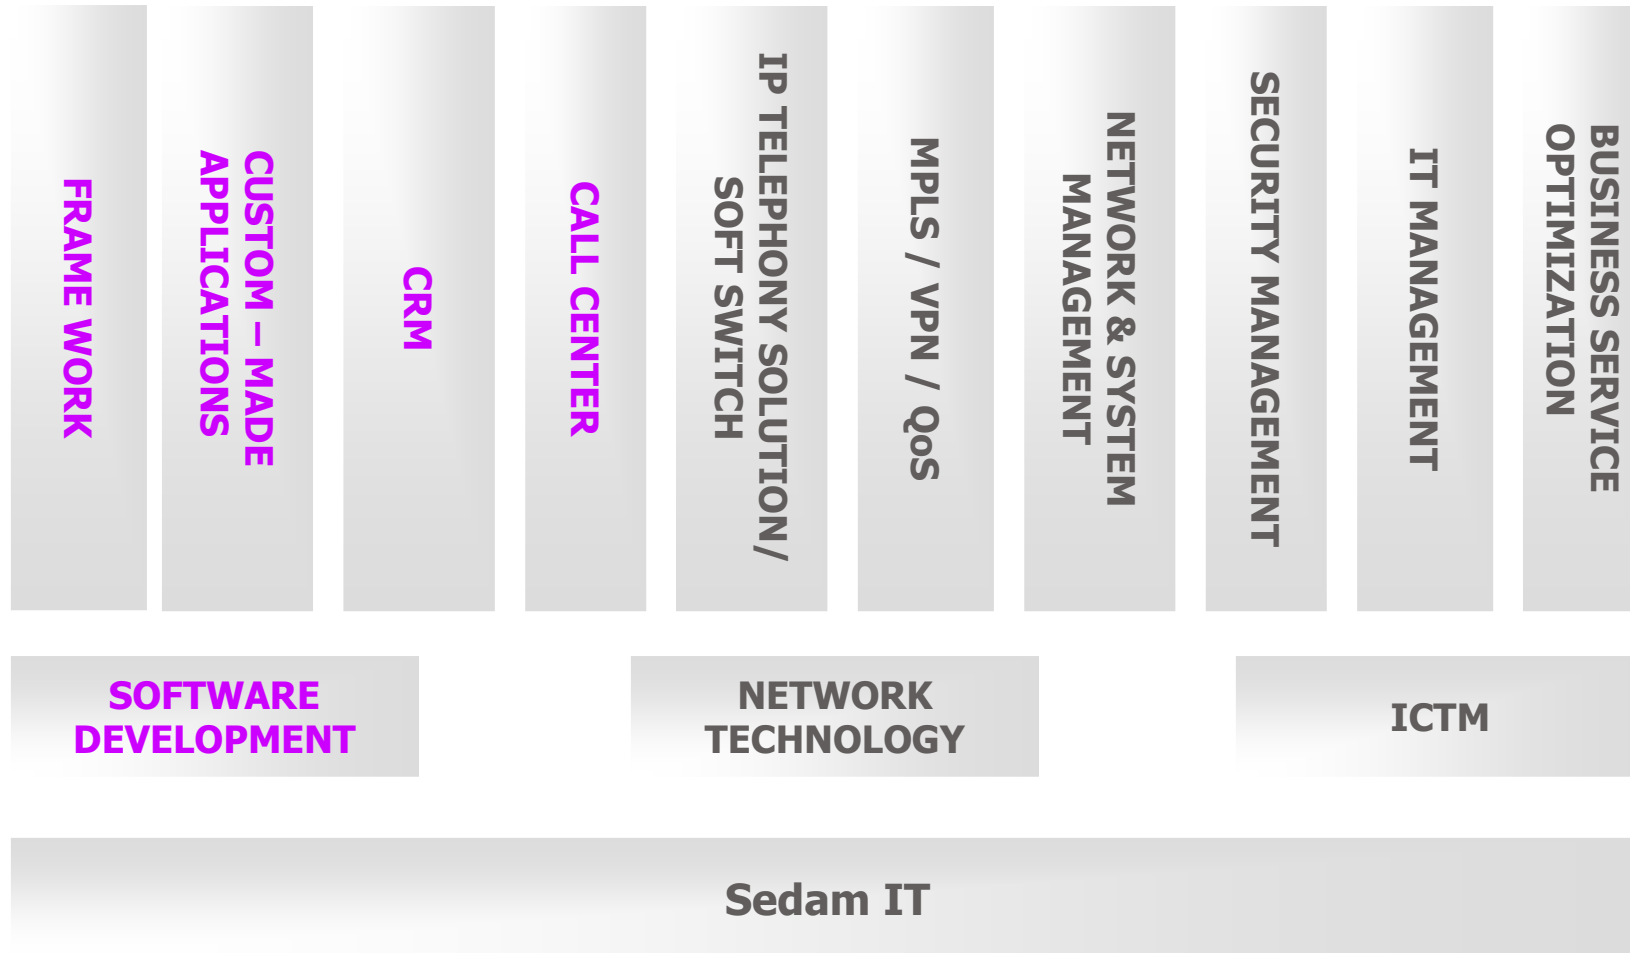 FRAME WORK
CUSTOM – MADE
APPLICATIONS
CRM
CALL CENTER
IP TELEPHONY SOLUTION/
SOFT SWITCH
MPLS / VPN / QoS
NETWORK & SYSTEM
MANAGEMENT
SECURITY MANAGEMENT
IT MANAGEMENT
BUSINESS SERVICE
OPTIMIZATION
SOFTWARE
DEVELOPMENT
NETWORK
TECHNOLOGY
ICTM
Sedam IT